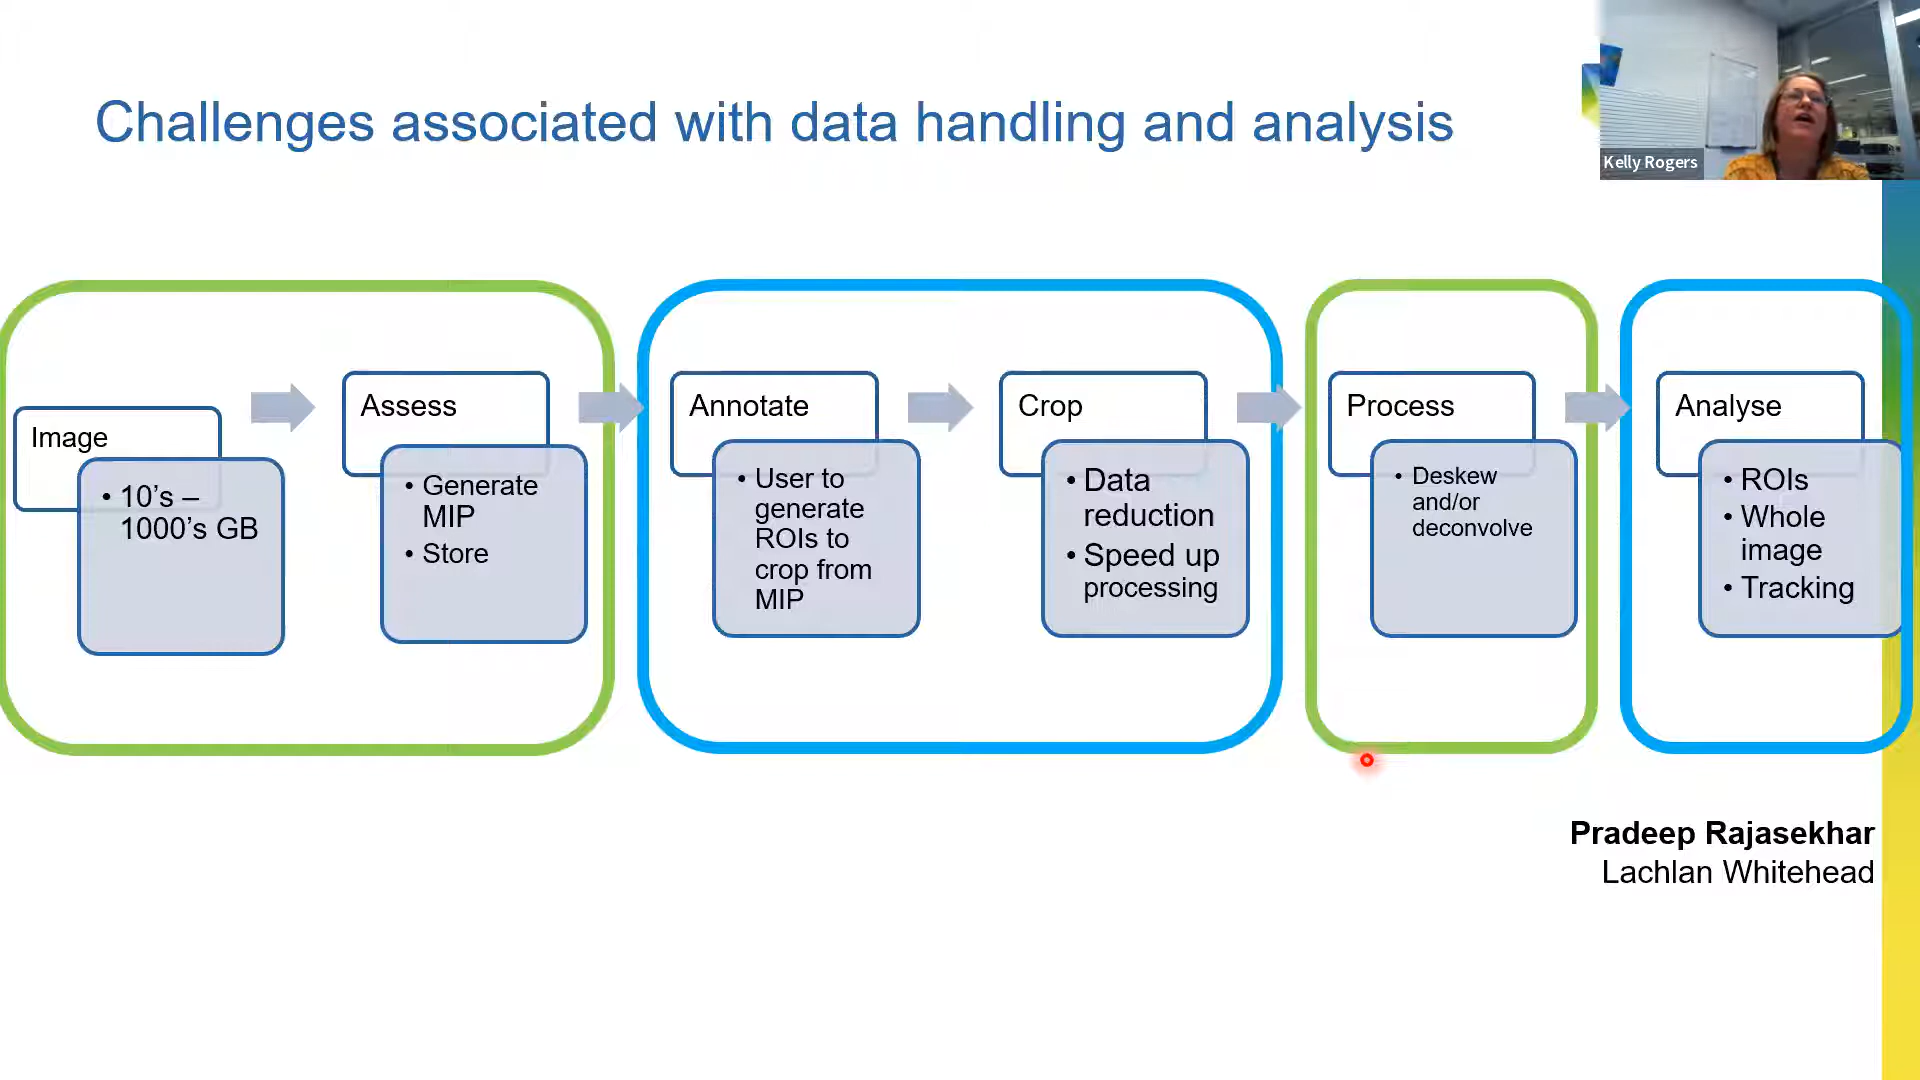 Challenges associated with data handling and analysis
Kelly Rogers
Image
• 10’s –
1000’s GB
Assess
• Generate
MIP
• Store
Annotate
• User to
generate
ROIs to
crop from
MIP
Crop
• Data
reduction
• Speed up
processing
Process
• Deskew
and/or
deconvolve
Analyse
• ROIs
• Whole
image
• Tracking
Pradeep Rajasekhar
Lachlan Whitehead